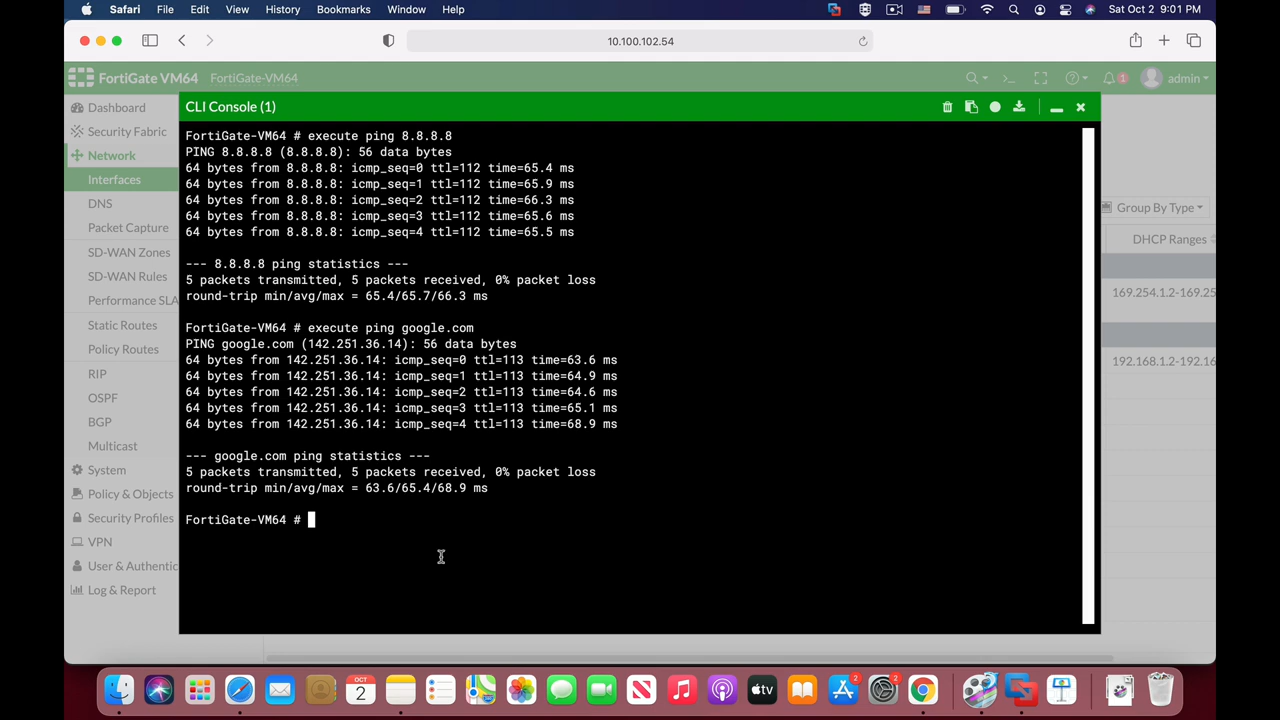 Safari File Edit View History Bookmarks Window Help Sat Oct 2 9:01 PM
10.100.102.54
FortiGate VM64 FortiGate-VM64 1 admin
CLI Console (1)
Dashboard
Security Fabric
Network
Interfaces
DNS
Packet Capture
SD-WAN Zones
SD-WAN Rules
Performance SLA
Static Routes
Policy Routes
RIP
OSPF
BGP
Multicast
System
Policy & Objects
Security Profiles
VPN
User & Authentic
Log & Report
FortiGate-VM64 # execute ping 8.8.8.8
PING 8.8.8.8 (8.8.8.8): 56 data bytes
64 bytes from 8.8.8.8: icmp_seq=0 ttl=112 time=65.4 ms
64 bytes from 8.8.8.8: icmp_seq=1 ttl=112 time=65.9 ms
64 bytes from 8.8.8.8: icmp_seq=2 ttl=112 time=66.3 ms
64 bytes from 8.8.8.8: icmp_seq=3 ttl=112 time=65.6 ms
64 bytes from 8.8.8.8: icmp_seq=4 ttl=112 time=65.5 ms
--- 8.8.8.8 ping statistics ---
5 packets transmitted, 5 packets received, 0% packet loss
round-trip min/avg/max = 65.4/65.7/66.3 ms
FortiGate-VM64 # execute ping google.com
PING google.com (142.251.36.14): 56 data bytes
64 bytes from 142.251.36.14: icmp_seq=0 ttl=113 time=63.6 ms
64 bytes from 142.251.36.14: icmp_seq=1 ttl=113 time=64.9 ms
64 bytes from 142.251.36.14: icmp_seq=2 ttl=113 time=64.6 ms
64 bytes from 142.251.36.14: icmp_seq=3 ttl=113 time=65.1 ms
64 bytes from 142.251.36.14: icmp_seq=4 ttl=113 time=68.9 ms
--- google.com ping statistics ---
5 packets transmitted, 5 packets received, 0% packet loss
round-trip min/avg/max = 63.6/65.4/68.9 ms
FortiGate-VM64 #
Group By Type
DHCP Ranges
169.254.1.2-169.25
192.168.1.2-192.16
OCT
2
tv
2
2